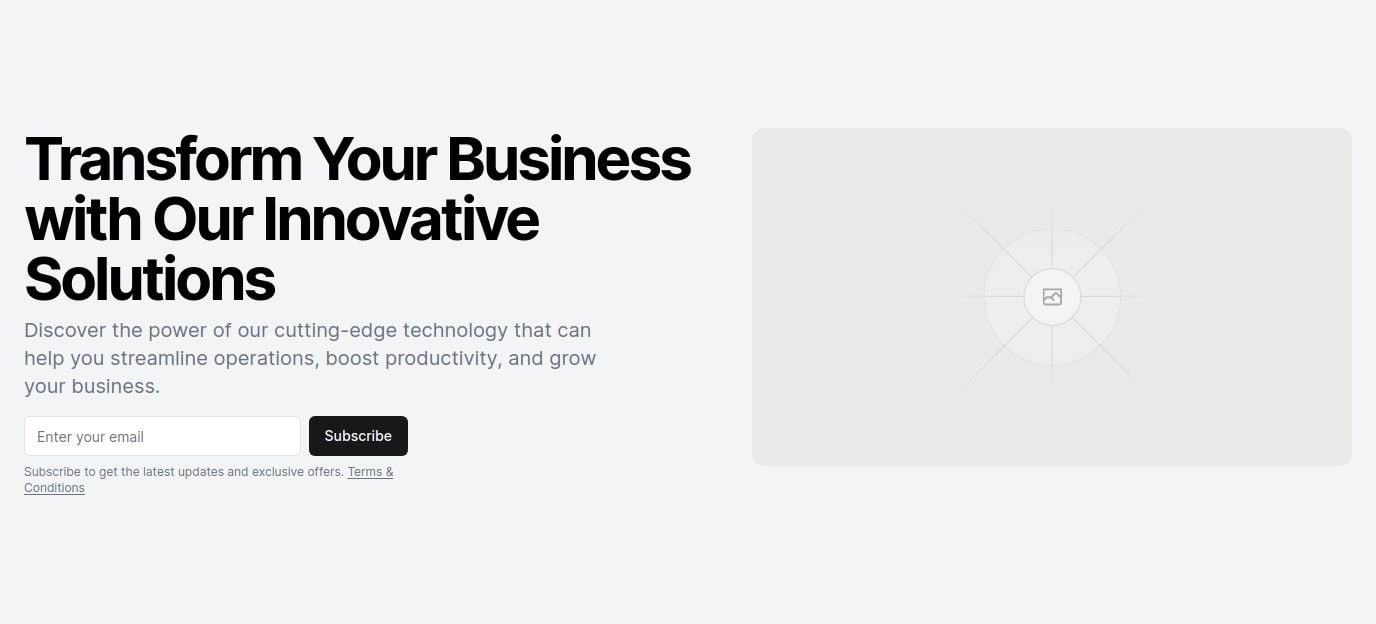 Transform Your Business
with Our Innovative
Solutions
Discover the power of our cutting-edge technology that can
help you streamline operations, boost productivity, and grow
your business.
Enter your email
Subscribe
Subscribe to get the latest updates and exclusive offers. Terms &
Conditions